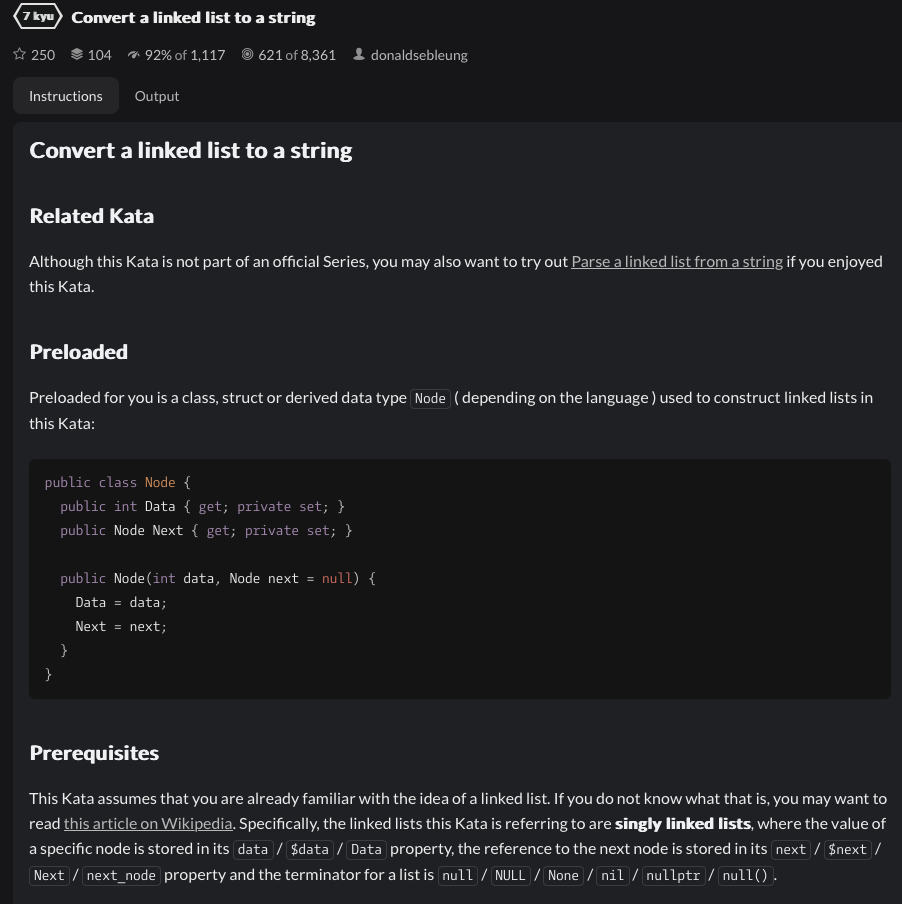 7 kyu Convert a linked list to a string
250 104 92% of 1,117 621 of 8,361 donaldsebleung
Instructions Output
Convert a linked list to a string
Related Kata
Although this Kata is not part of an official Series, you may also want to try out Parse a linked list from a string if you enjoyed
this Kata.
Preloaded
Preloaded for you is a class, struct or derived data type Node ( depending on the language ) used to construct linked lists in
this Kata:
public class Node {
  public int Data { get; private set; }
  public Node Next { get; private set; }
  public Node(int data, Node next = null) {
    Data = data;
    Next = next;
  }
}
Prerequisites
This Kata assumes that you are already familiar with the idea of a linked list. If you do not know what that is, you may want to
read this article on Wikipedia. Specifically, the linked lists this Kata is referring to are singly linked lists, where the value of
a specific node is stored in its data / $data / Data property, the reference to the next node is stored in its next / $next /
Next / next_node property and the terminator for a list is null / NULL / None / nil / nullptr / null() .